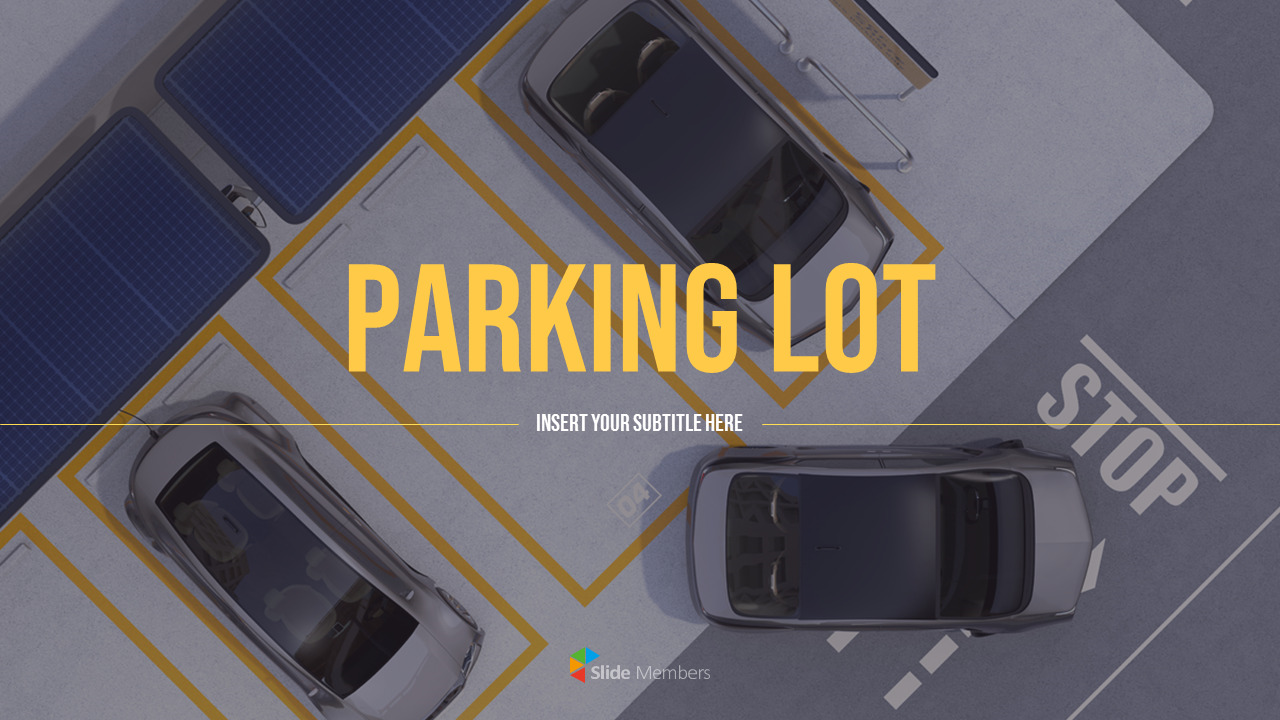 PARKING LOT
INSERT YOUR SUBTITLE HERE
STOP
04
Slide Members